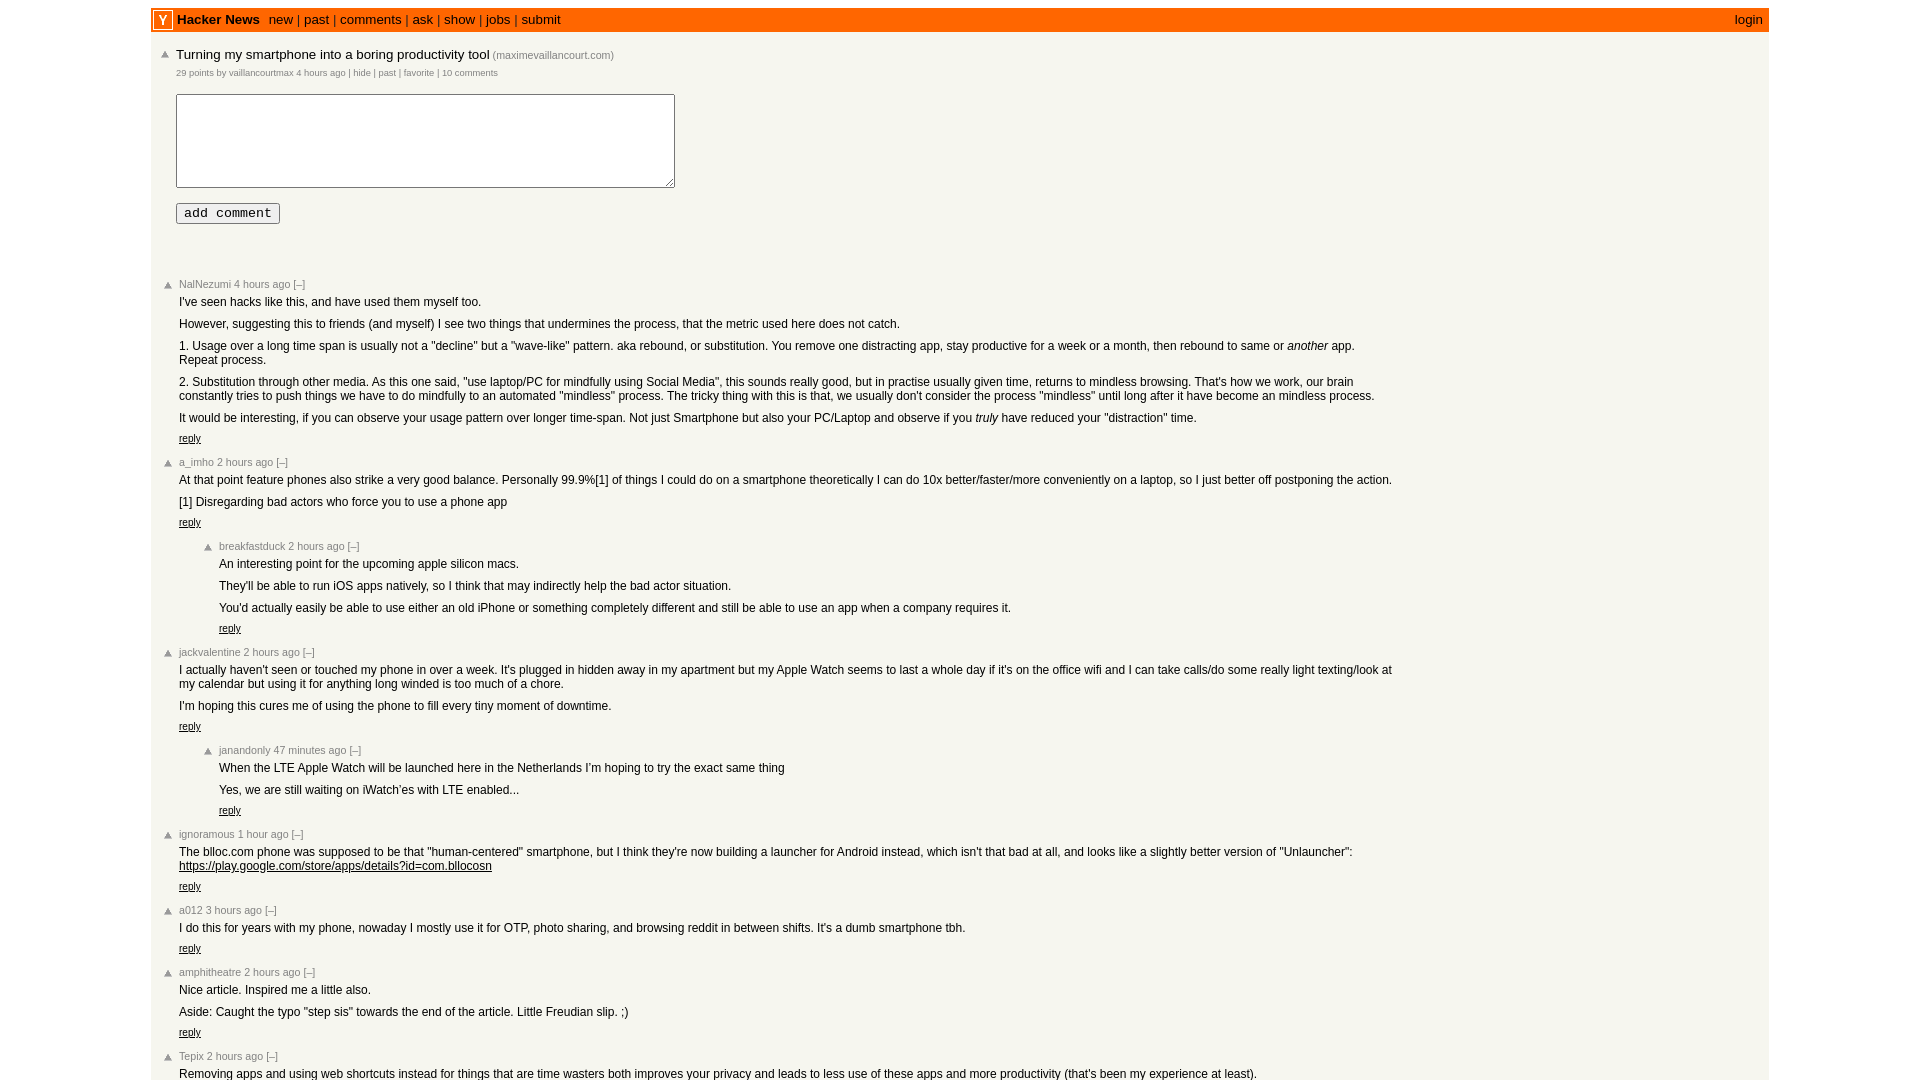 Y Hacker News new | past | comments | ask | show | jobs | submit login
Turning my smartphone into a boring productivity tool (maximevaillancourt.com)
29 points by vaillancourtmax 4 hours ago | hide | past | favorite | 10 comments
add comment
NalNezumi 4 hours ago [–]
I've seen hacks like this, and have used them myself too.
However, suggesting this to friends (and myself) I see two things that undermines the process, that the metric used here does not catch.
1. Usage over a long time span is usually not a "decline" but a "wave-like" pattern. aka rebound, or substitution. You remove one distracting app, stay productive for a week or a month, then rebound to same or another app.
Repeat process.
2. Substitution through other media. As this one said, "use laptop/PC for mindfully using Social Media", this sounds really good, but in practise usually given time, returns to mindless browsing. That's how we work, our brain
constantly tries to push things we have to do mindfully to an automated "mindless" process. The tricky thing with this is that, we usually don't consider the process "mindless" until long after it have become an mindless process.
It would be interesting, if you can observe your usage pattern over longer time-span. Not just Smartphone but also your PC/Laptop and observe if you truly have reduced your "distraction" time.
reply
a_imho 2 hours ago [–]
At that point feature phones also strike a very good balance. Personally 99.9%[1] of things I could do on a smartphone theoretically I can do 10x better/faster/more conveniently on a laptop, so I just better off postponing the action.
[1] Disregarding bad actors who force you to use a phone app
reply
breakfastduck 2 hours ago [–]
An interesting point for the upcoming apple silicon macs.
They'll be able to run iOS apps natively, so I think that may indirectly help the bad actor situation.
You'd actually easily be able to use either an old iPhone or something completely different and still be able to use an app when a company requires it.
reply
jackvalentine 2 hours ago [–]
I actually haven't seen or touched my phone in over a week. It's plugged in hidden away in my apartment but my Apple Watch seems to last a whole day if it's on the office wifi and I can take calls/do some really light texting/look at
my calendar but using it for anything long winded is too much of a chore.
I'm hoping this cures me of using the phone to fill every tiny moment of downtime.
reply
janandonly 47 minutes ago [–]
When the LTE Apple Watch will be launched here in the Netherlands I’m hoping to try the exact same thing
Yes, we are still waiting on iWatch’es with LTE enabled...
reply
ignoramous 1 hour ago [–]
The blloc.com phone was supposed to be that "human-centered" smartphone, but I think they're now building a launcher for Android instead, which isn't that bad at all, and looks like a slightly better version of "Unlauncher":
https://play.google.com/store/apps/details?id=com.bllocosn
reply
a012 3 hours ago [–]
I do this for years with my phone, nowaday I mostly use it for OTP, photo sharing, and browsing reddit in between shifts. It's a dumb smartphone tbh.
reply
amphitheatre 2 hours ago [–]
Nice article. Inspired me a little also.
Aside: Caught the typo "step sis" towards the end of the article. Little Freudian slip. ;)
reply
Tepix 2 hours ago [–]
Removing apps and using web shortcuts instead for things that are time wasters both improves your privacy and leads to less use of these apps and more productivity (that's been my experience at least).